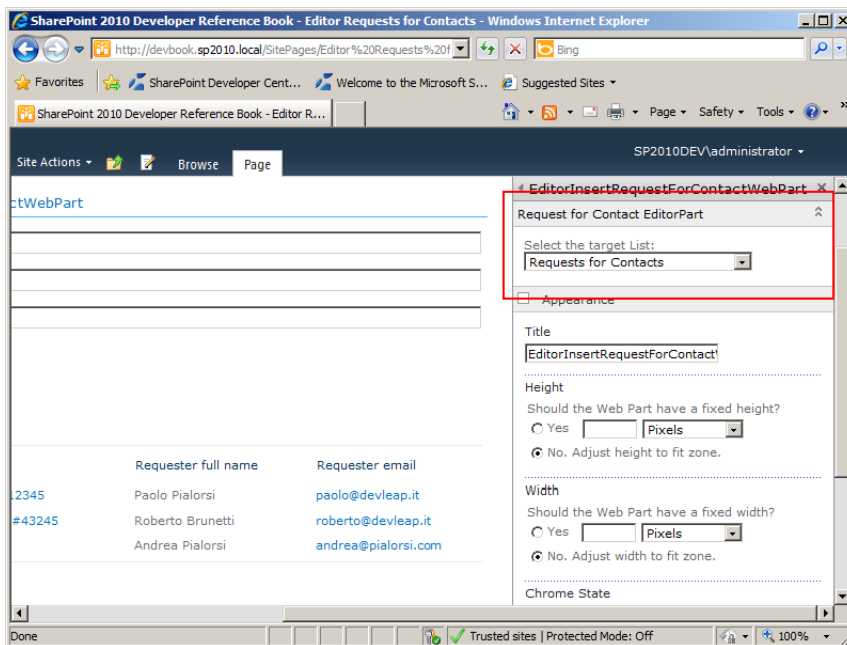 SharePoint 2010 Developer Reference Book - Editor Requests for Contacts - Windows Internet Explorer
http://devbook.sp2010.local/SitePages/Editor%20Requests%20f
Bing
Favorites
SharePoint Developer Cent...
Welcome to the Microsoft S...
Suggested Sites
SharePoint 2010 Developer Reference Book - Editor R...
Page
Safety
Tools
SP2010DEV\administrator
Site Actions
Browse
Page
ctWebPart
EditorInsertRequestForContactWebPart
Request for Contact EditorPart
Select the target List:
Requests for Contacts
Appearance
Title
EditorInsertRequestForContact
Height
Should the Web Part have a fixed height?
Yes
Pixels
No. Adjust height to fit zone.
Width
Should the Web Part have a fixed width?
Yes
Pixels
No. Adjust width to fit zone.
Chrome State
Requester full name
Requester email
2345
Paolo Pialorsi
paolo@devleap.it
#43245
Roberto Brunetti
roberto@devleap.it
Andrea Pialorsi
andrea@pialorsi.com
Done
Trusted sites | Protected Mode: Off
100%